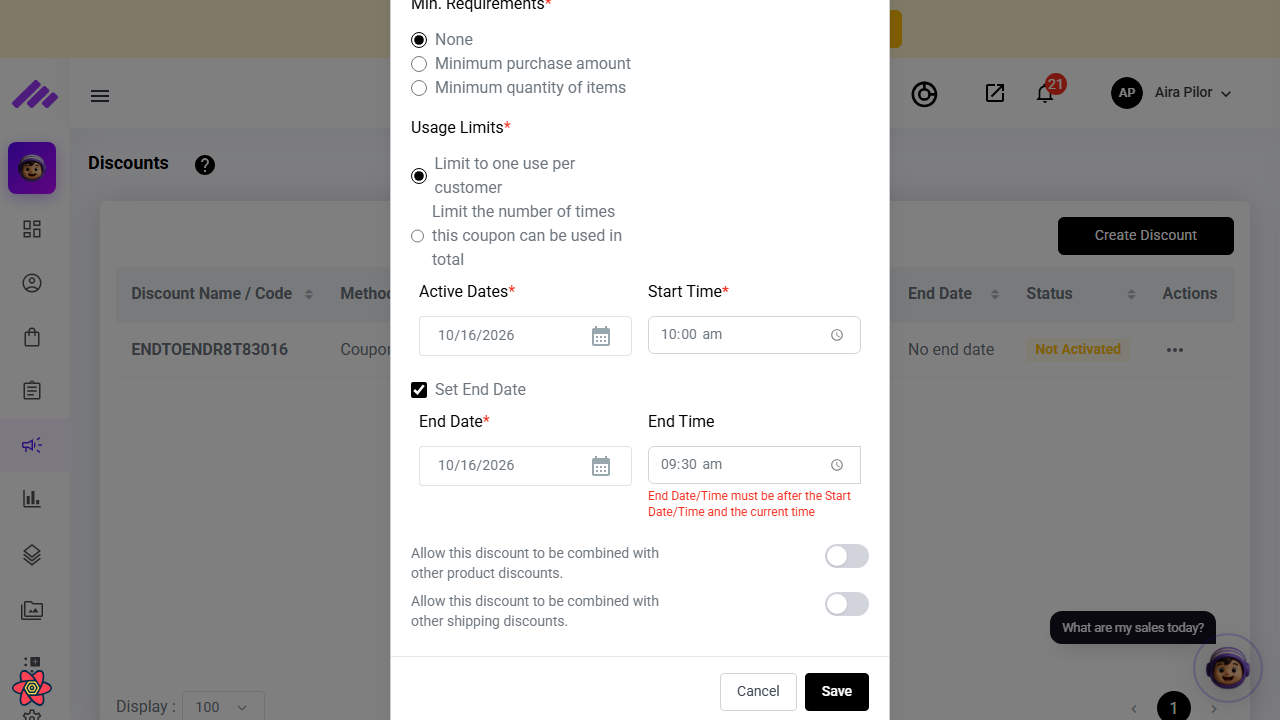 Min. Requirements*
None
Minimum purchase amount
Minimum quantity of items
21
AP
Aira Pilor
Usage Limits*
Discounts
?
Limit to one use per
customer
Limit the number of times
this coupon can be used in
total
Create Discount
Active Dates*
Start Time*
Discount Name / Code
End Date
Status
Actions
10/16/2026
10:00 am
ENDTOENDR8T83016
Coupon
No end date
Not Activated
Set End Date
End Date*
End Time
10/16/2026
09:30 am
End Date/Time must be after the Start
Date/Time and the current time
Allow this discount to be combined with
other product discounts.
Allow this discount to be combined with
other shipping discounts.
What are my sales today?
Cancel
Save
Display :
100
1